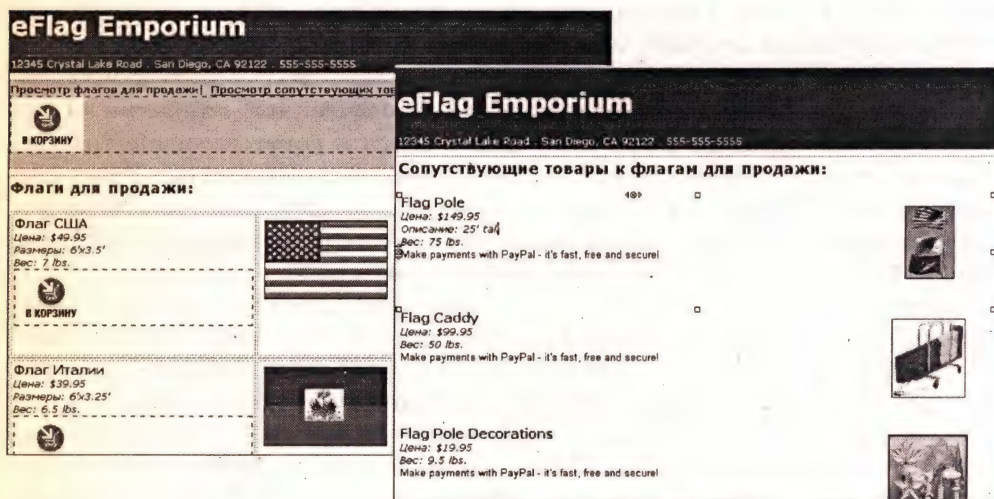 eFlag Emporium
12345 Crystal Lake Road . San Diego, CA 92122 . 555-555-5555
Просмотр флагов для продажи| Просмотр сопутствующих тов
В КОРЗИНУ
Флаги для продажи:
Флаг США
Цена: $49.95
Размеры: 6'x3.5'
Вес: 7 lbs.
В КОРЗИНУ
Флаг Италии
Цена: $39.95
Размеры: 6'x3.25'
Вес: 6.5 lbs.
eFlag Emporium
12345 Crystal Lake Road . San Diego, CA 92122 . 555-555-5555
Сопутствующие товары к флагам для продажи:
Flag Pole
Цена: $149.95
Описание: 25' tall
Вес: 75 lbs.
Make payments with PayPal - it's fast, free and secure!
Flag Caddy
Цена: $99.95
Вес: 50 lbs.
Make payments with PayPal - it's fast, free and secure!
Flag Pole Decorations
Цена: $19.95
Вес: 9.5 lbs.
Make payments with PayPal - it's fast, free and secure!